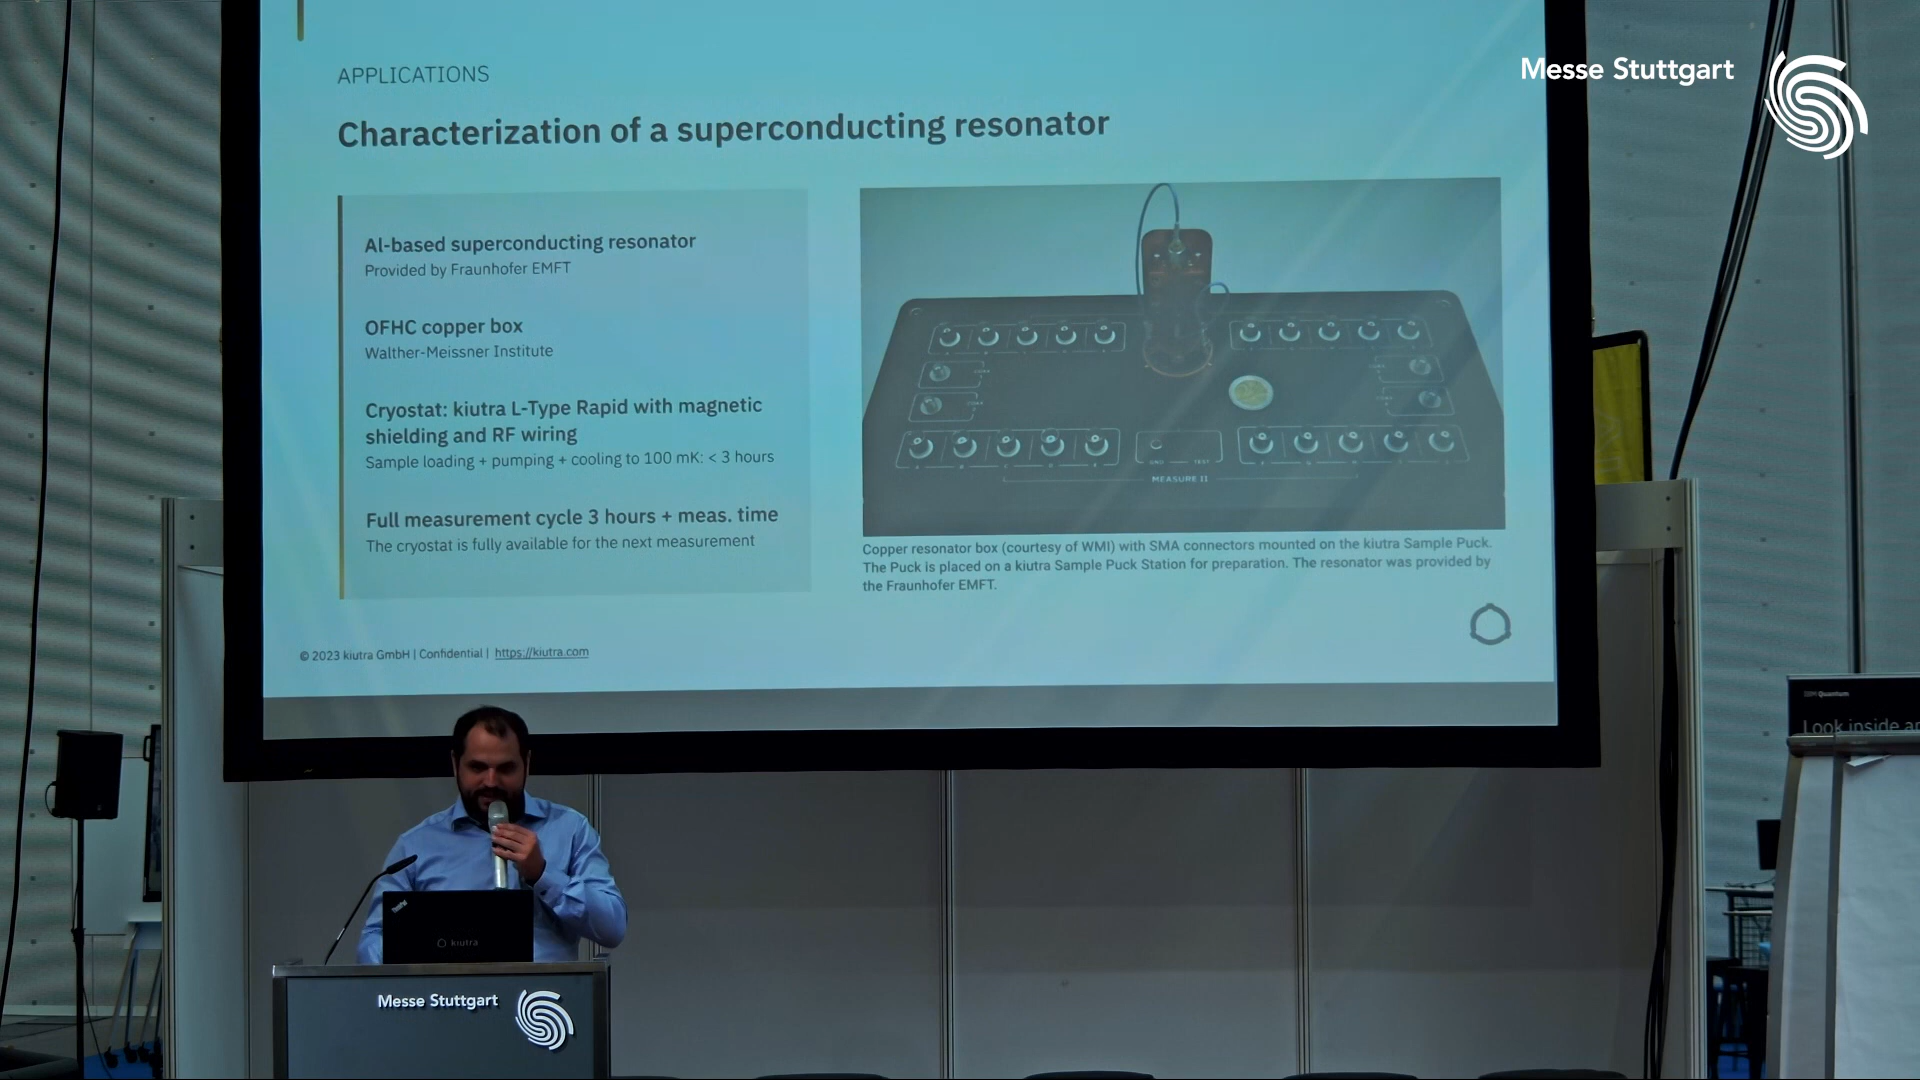 APPLICATIONS
Characterization of a superconducting resonator
Al-based superconducting resonator
Provided by Fraunhofer EMFT
OFHC copper box
Walther-Meissner Institute
Cryostat: kiutra L-Type Rapid with magnetic
shielding and RF wiring
Sample loading + pumping + cooling to 100 mK: < 3 hours
Full measurement cycle 3 hours + meas. time
The cryostat is fully available for the next measurement
MEASURE II
Copper resonator box (courtesy of WMI) with SMA connectors mounted on the kiutra Sample Puck.
The Puck is placed on a kiutra Sample Puck Station for preparation. The resonator was provided by
the Fraunhofer EMFT.
© 2023 kiutra GmbH | Confidential | https://kiutra.com
Messe Stuttgart
IBM Quantum
Look inside
ThinkPad
kiutra
Messe Stuttgart